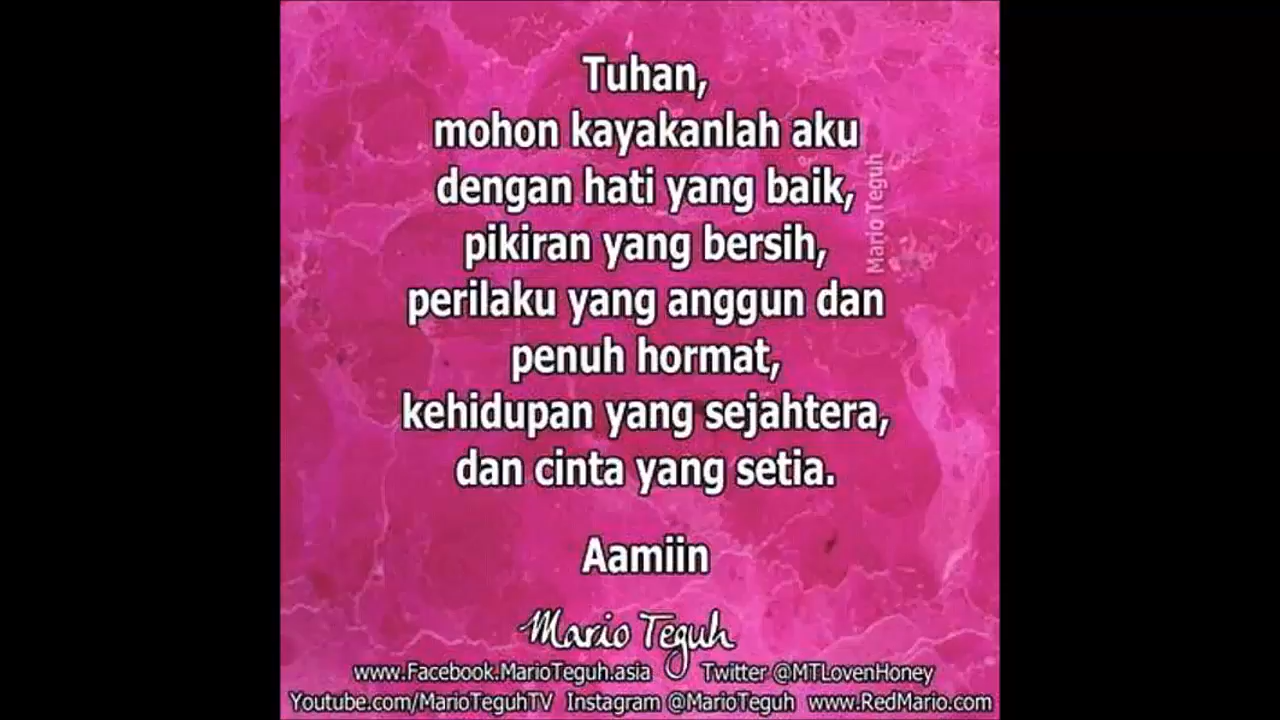 Tuhan,
mohon kayakanlah aku
dengan hati yang baik,
pikiran yang bersih,
perilaku yang anggun dan
penuh hormat,
kehidupan yang sejahtera,
dan cinta yang setia.
Aamiin
Mario Teguh
Mario Teguh
www.Facebook.MarioTeguh.asia Twitter @MTLovenHoney
Youtube.com/MarioTeguhTV Instagram @MarioTeguh www.RedMario.com